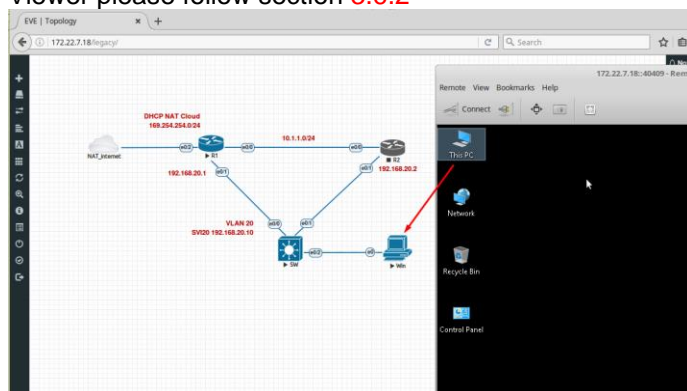 viewer please follow section
EVE | Topology
172.22.7.18/legacy/
Search
172.22.7.18::40409 - Rem
Remote View Bookmarks Help
Connect
DHCP NAT Cloud
169.254.254.0/24
10.1.1.0/24
NAT_Internet
e0/2
R1
e0/0
e0/0
R2
192.168.20.1
e0/1
e0/1
192.168.20.2
VLAN 20
SVI20 192.168.20.10
e0/0
e0/1
SW
e0/2
e0
Win
This PC
Network
Recycle Bin
Control Panel